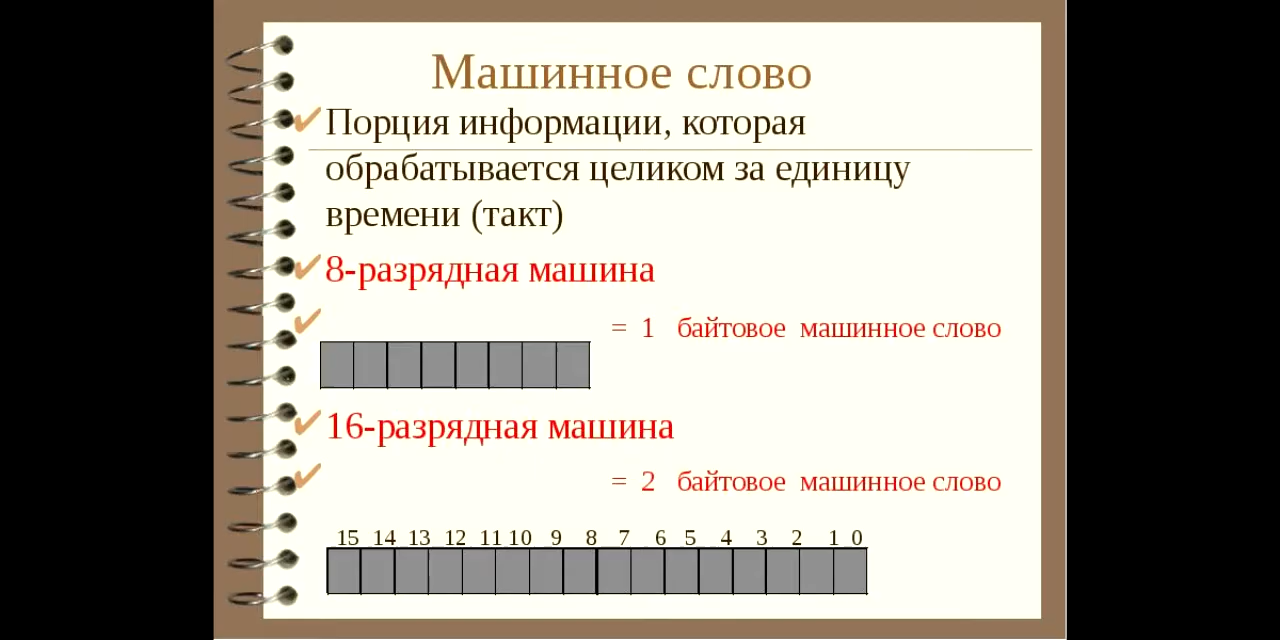 Машинное слово
Порция информации, которая
обрабатывается целиком за единицу
времени (такт)
8-разрядная машина
= 1 байтовое машинное слово
16-разрядная машина
= 2 байтовое машинное слово
15 14 13 12 11 10 9 8 7 6 5 4 3 2 1 0